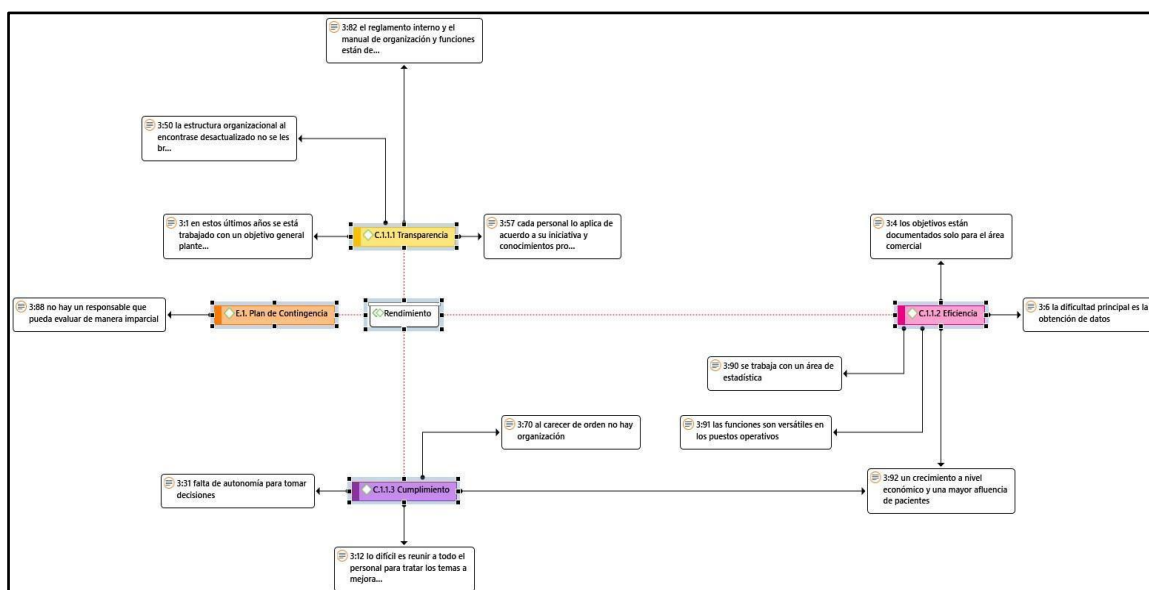 3:82 el reglamento interno y el
manual de organización y funciones
están de...
3:50 la estructura organizacional al
encontrase desactualizado no se les
br...
3:1 en estos últimos años se está
trabajado con un objetivo general
plante...
C.1.1.1 Transparencia
3:57 cada personal lo aplica de
acuerdo a su iniciativa y
conocimientos pro...
3:4 los objetivos están
documentados solo para el área
comercial
3:88 no hay un responsable que
pueda evaluar de manera imparcial
E.1. Plan de Contingencia
Rendimiento
C.1.1.2 Eficiencia
3:6 la dificultad principal es la
obtención de datos
3:90 se trabaja con un área de
estadística
3:70 al carecer de orden no hay
organización
3:91 las funciones son versátiles en
los puestos operativos
3:31 falta de autonomía para tomar
decisiones
C.1.1.3 Cumplimiento
3:92 un crecimiento a nivel
económico y una mayor afluencia
de pacientes
3:12 lo difícil es reunir a todo el
personal para tratar los temas a
mejora...